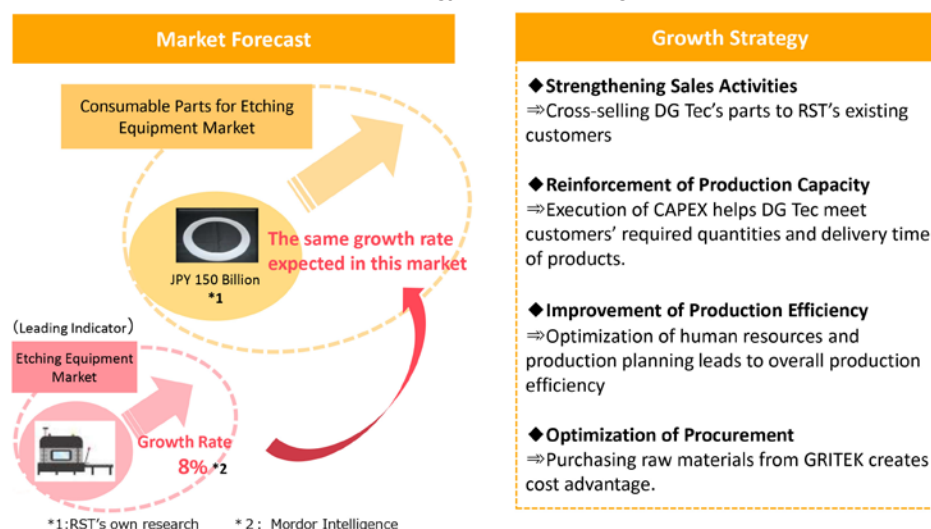 Market Forecast
Consumable Parts for Etching
Equipment Market
The same growth rate
expected in this market
JPY 150 Billion
*1
(Leading Indicator)
Etching Equipment
Market
Growth Rate
8% *2
*1:RST's own research *2: Mordor Intelligence
Growth Strategy
◆Strengthening Sales Activities
⇒Cross-selling DG Tec's parts to RST's existing
customers
◆Reinforcement of Production Capacity
⇒Execution of CAPEX helps DG Tec meet
customers' required quantities and delivery time
of products.
◆Improvement of Production Efficiency
⇒Optimization of human resources and
production planning leads to overall production
efficiency
◆Optimization of Procurement
⇒Purchasing raw materials from GRITEK creates
cost advantage.